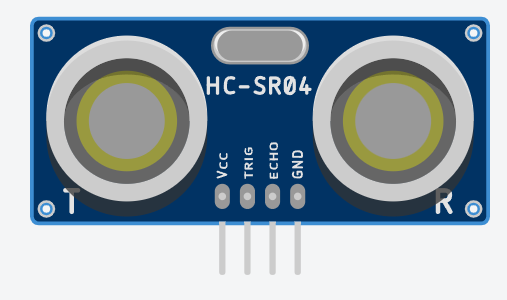 HC-SR04
Vcc
TRIG
ECHO
GND
T
R